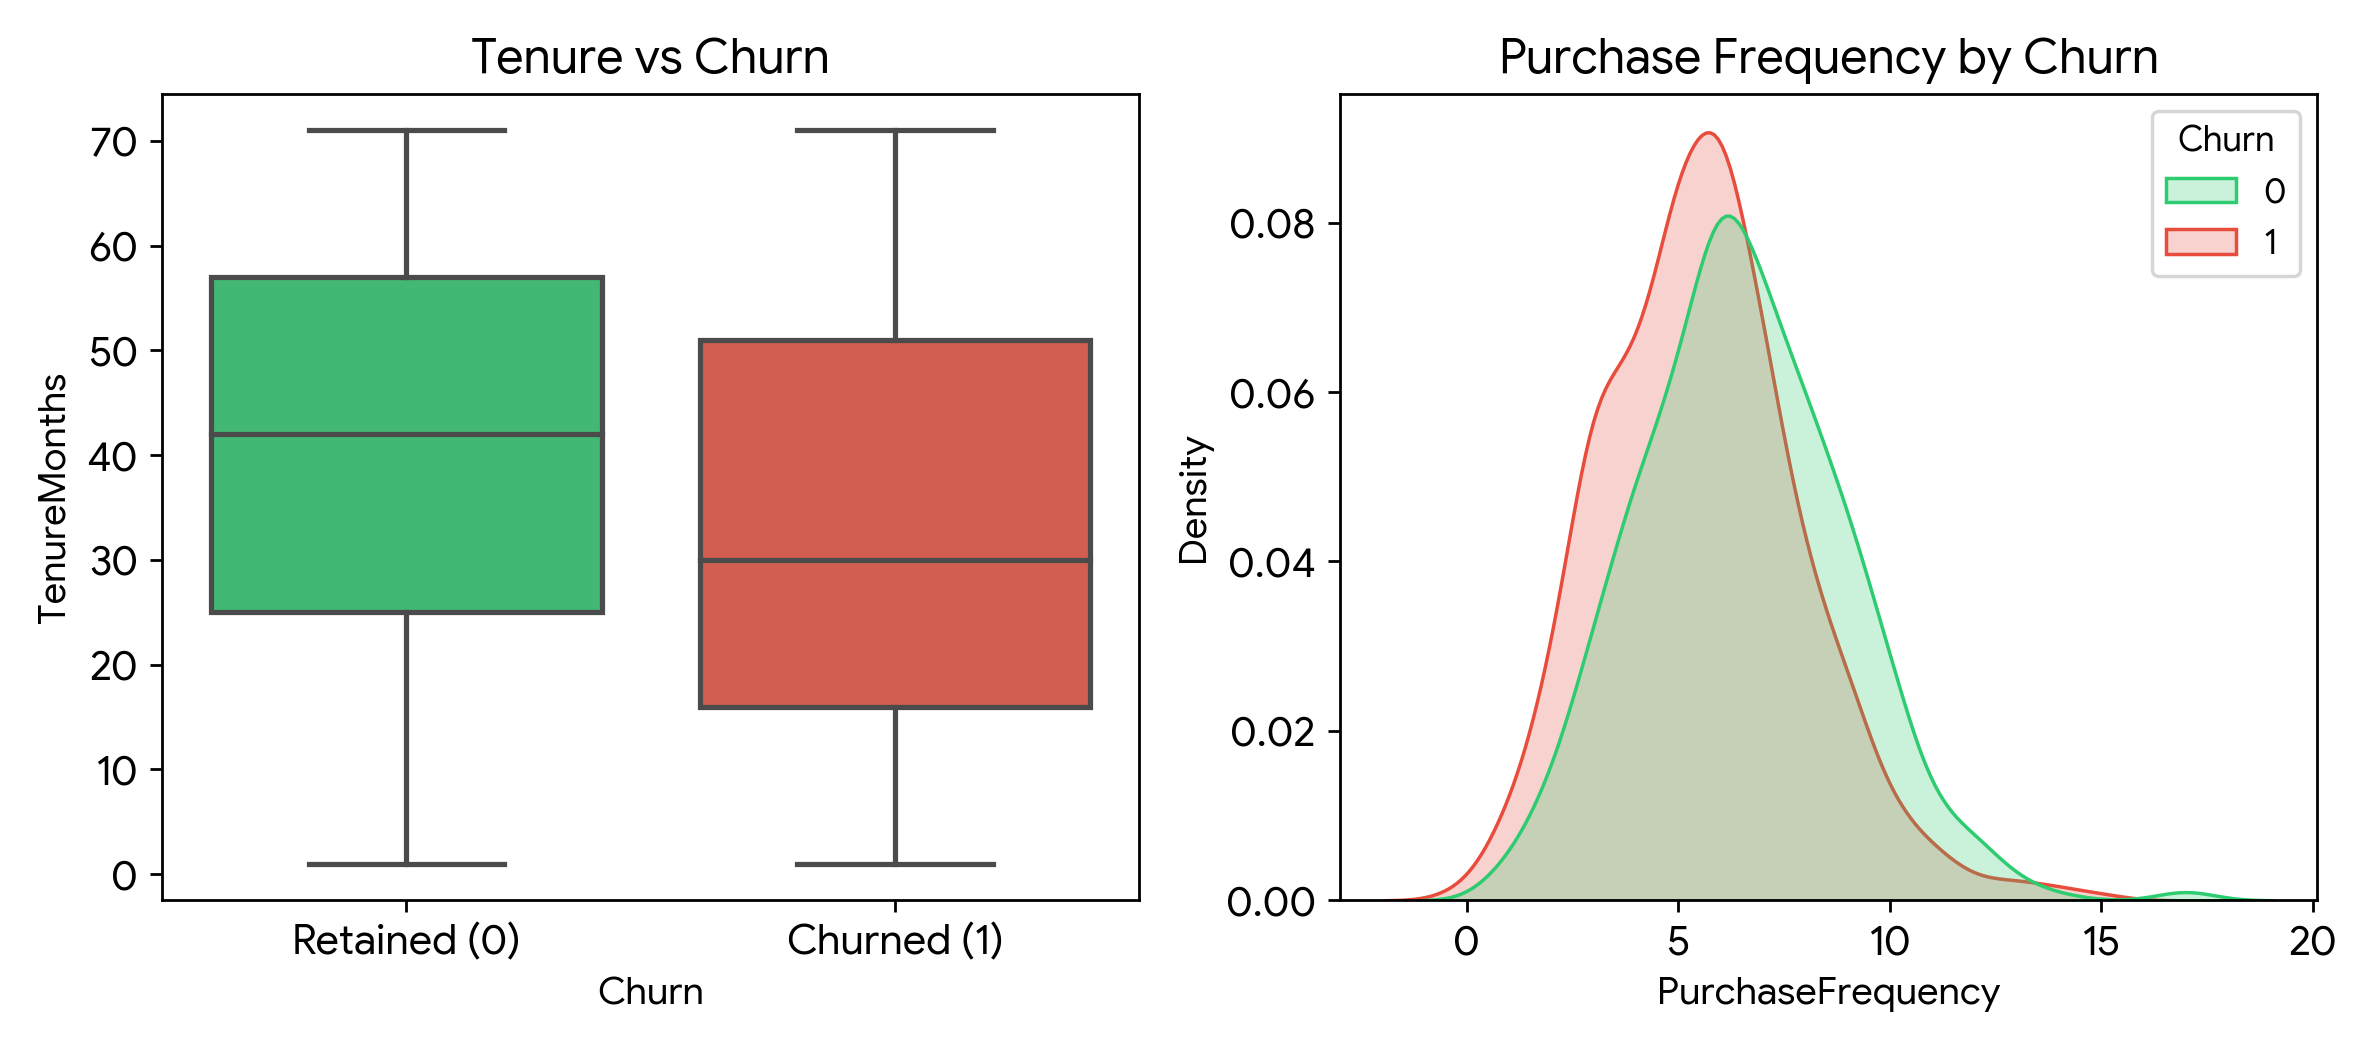 Tenure vs Churn
TenureMonths
70
60
50
40
30
20
10
0
Retained (0)
Churned (1)
Churn
Purchase Frequency by Churn
Density
0.08
0.06
0.04
0.02
0.00
0
5
10
15
20
PurchaseFrequency
Churn
0
1